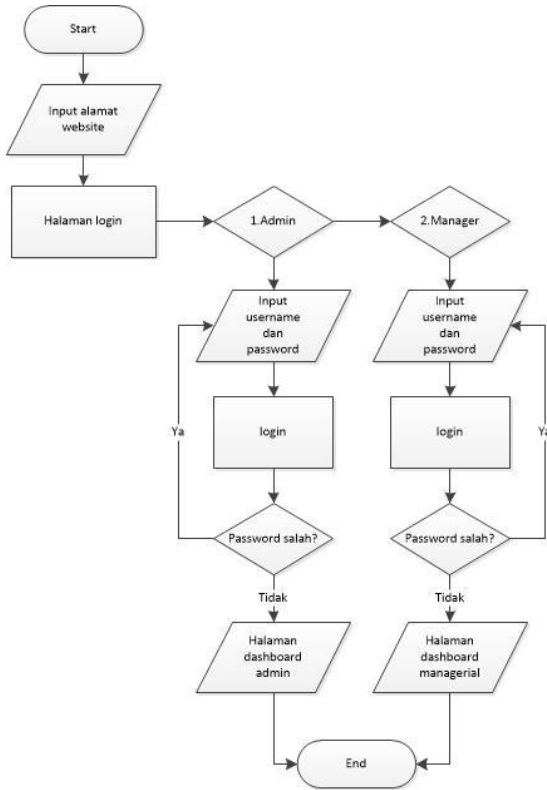 Start
Input alamat
website
Halaman login
1.Admin
2.Manager
Input
username
dan
password
Input
username
dan
password
login
login
Ya
Ya
Password salah?
Password salah?
Tidak
Tidak
Halaman
dashboard
admin
Halaman
dashboard
managerial
End